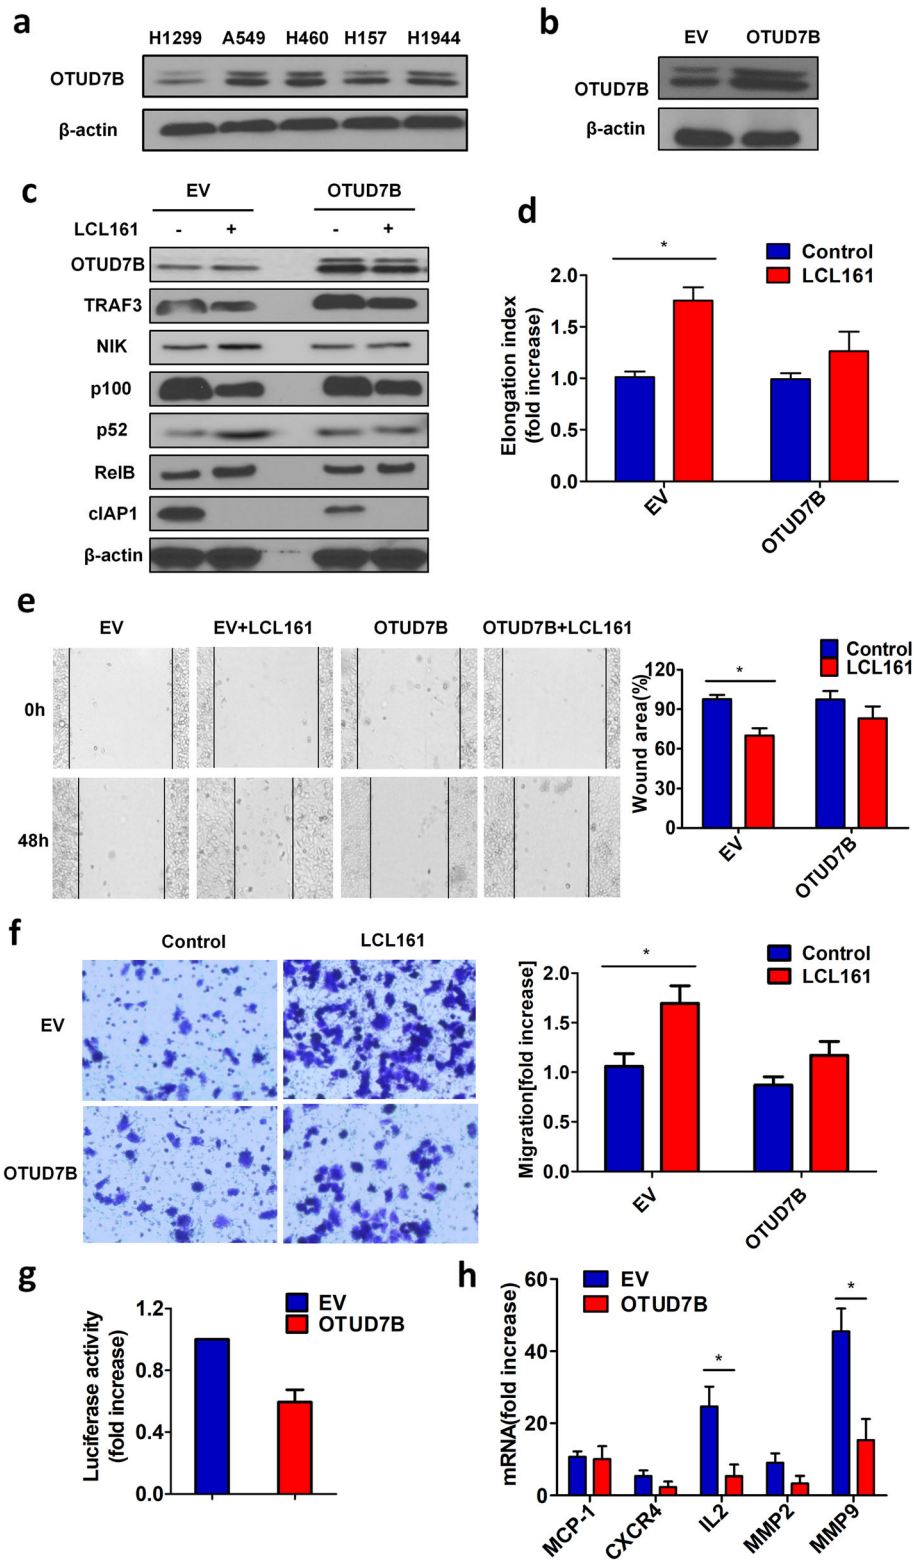 a
H1299 A549 H460 H157 H1944
OTUD7B
β-actin
b
EV OTUD7B
OTUD7B
β-actin
c
EV OTUD7B
LCL161 - + - +
OTUD7B
TRAF3
NIK
p100
p52
RelB
cIAP1
β-actin
d
Control
LCL161
*
Elongation index
(fold increase)
2.0
1.5
1.0
0.5
0.0
EV
OTUD7B
e
EV EV+LCL161 OTUD7B OTUD7B+LCL161
0h
48h
Control
LCL161
*
Wound area(%)
120
90
60
30
0
EV
OTUD7B
f
Control LCL161
EV
OTUD7B
Control
LCL161
*
Migration[fold increase]
2.0
1.5
1.0
0.5
0.0
EV
OTUD7B
g
EV
OTUD7B
Luciferase activity
(fold increase)
1.2
0.8
0.4
0.0
h
EV
OTUD7B
*
*
mRNA(fold increase)
60
40
20
0
MCP-1
CXCR4
IL2
MMP2
MMP9